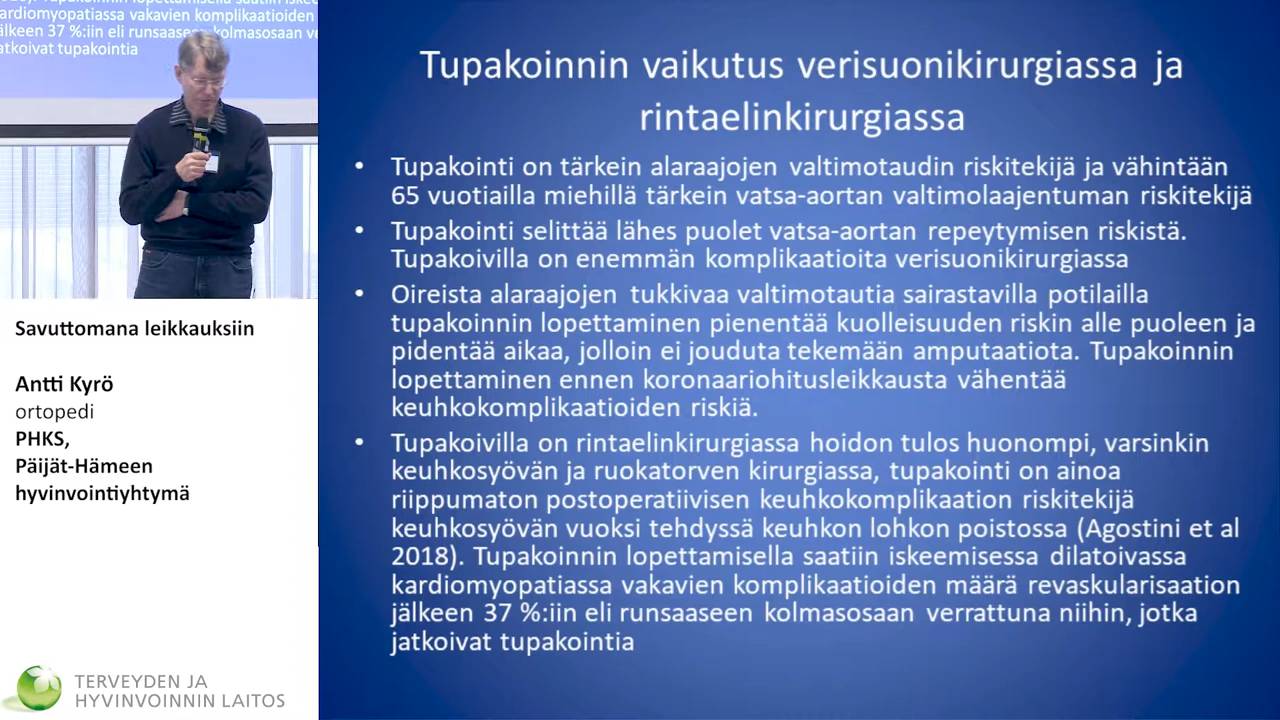 kardiomyopatiassa vakavien komplikaatioiden
jälkeen 37 %:iin eli runsaaseen kolmasosaan ve
jatkoivat tupakointia
Savuttomana leikkauksiin
Antti Kyrö
ortopedi
PHKS,
Päijät-Hämeen
hyvinvointiyhtymä
TERVEYDEN JA
HYVINVOINNIN LAITOS
Tupakoinnin vaikutus verisuonikirurgiassa ja
rintaelinkirurgiassa
• Tupakointi on tärkein alaraajojen valtimotaudin riskitekijä ja vähintään
65 vuotiailla miehillä tärkein vatsa-aortan valtimolaajentuman riskitekijä
• Tupakointi selittää lähes puolet vatsa-aortan repeytymisen riskistä.
Tupakoivilla on enemmän komplikaatioita verisuonikirurgiassa
• Oireista alaraajojen tukkivaa valtimotautia sairastavilla potilailla
tupakoinnin lopettaminen pienentää kuolleisuuden riskin alle puoleen ja
pidentää aikaa, jolloin ei jouduta tekemään amputaatiota. Tupakoinnin
lopettaminen ennen koronaariohitusleikkausta vähentää
keuhkokomplikaatioiden riskiä.
• Tupakoivilla on rintaelinkirurgiassa hoidon tulos huonompi, varsinkin
keuhkosyövän ja ruokatorven kirurgiassa, tupakointi on ainoa
riippumaton postoperatiivisen keuhkokomplikaation riskitekijä
keuhkosyövän vuoksi tehdyssä keuhkon lohkon poistossa (Agostini et al
2018). Tupakoinnin lopettamisella saatiin iskeemisessa dilatoivassa
kardiomyopatiassa vakavien komplikaatioiden määrä revaskularisaation
jälkeen 37 %:iin eli runsaaseen kolmasosaan verrattuna niihin, jotka
jatkoivat tupakointia